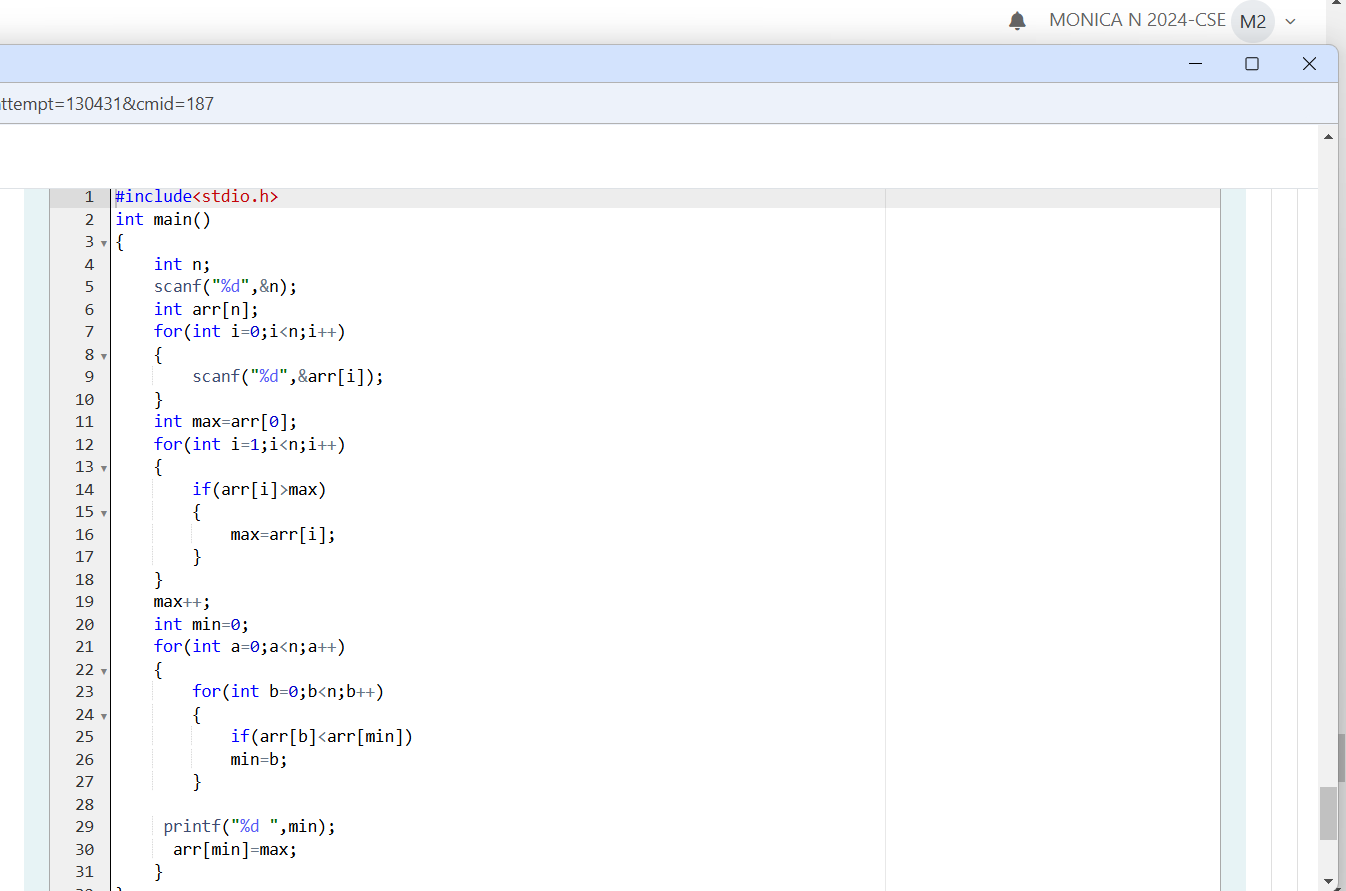 MONICA N 2024-CSE M2
ttempt=130431&cmid=187
1 #include<stdio.h>
2 int main()
3 {
4 int n;
5 scanf("%d",&n);
6 int arr[n];
7 for(int i=0;i<n;i++)
8 {
9 scanf("%d",&arr[i]);
10 }
11 int max=arr[0];
12 for(int i=1;i<n;i++)
13 {
14 if(arr[i]>max)
15 {
16 max=arr[i];
17 }
18 }
19 max++;
20 int min=0;
21 for(int a=0;a<n;a++)
22 {
23 for(int b=0;b<n;b++)
24 {
25 if(arr[b]<arr[min])
26 min=b;
27 }
28
29 printf("%d ",min);
30 arr[min]=max;
31 }